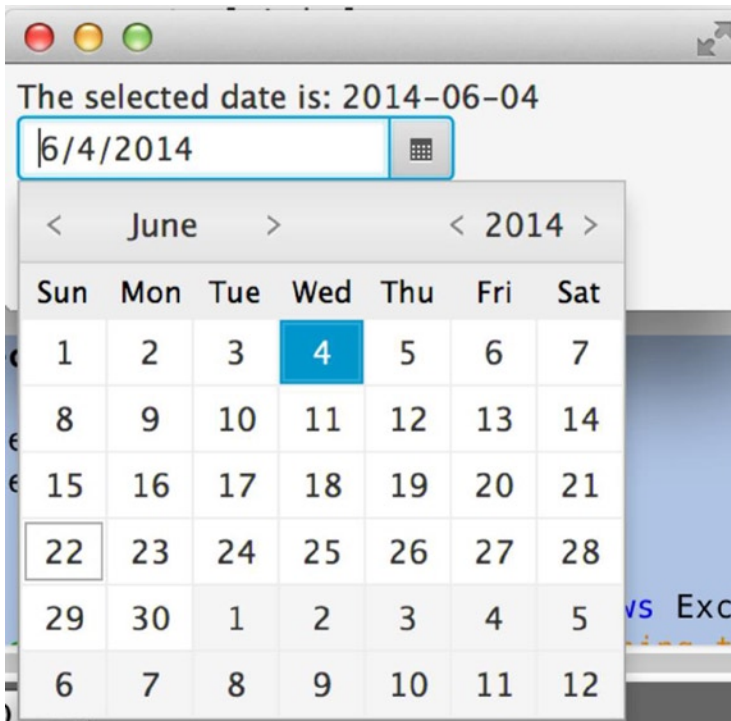 The selected date is: 2014-06-04
6/4/2014
< June > < 2014 >
Sun Mon Tue Wed Thu Fri Sat
1 2 3 4 5 6 7
8 9 10 11 12 13 14
15 16 17 18 19 20 21
22 23 24 25 26 27 28
29 30 1 2 3 4 5
ws Exc
6 7 8 9 10 11 12